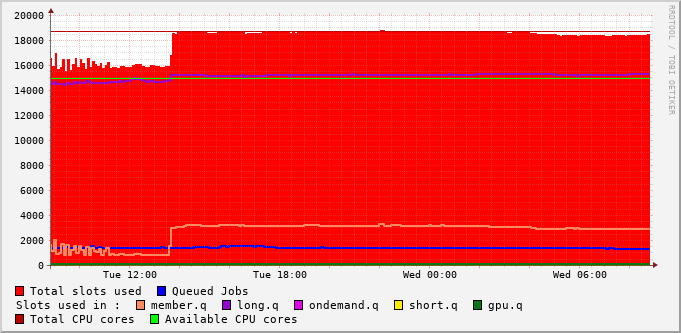 20000
18000
16000
14000
12000
10000
8000
6000
4000
2000
0
Tue 12:00 Tue 18:00 Wed 00:00 Wed 06:00
RRDTOOL / TOBI OETIKER
Total slots used Queued Jobs
Slots used in : member.q long.q ondemand.q short.q gpu.q
Total CPU cores Available CPU cores